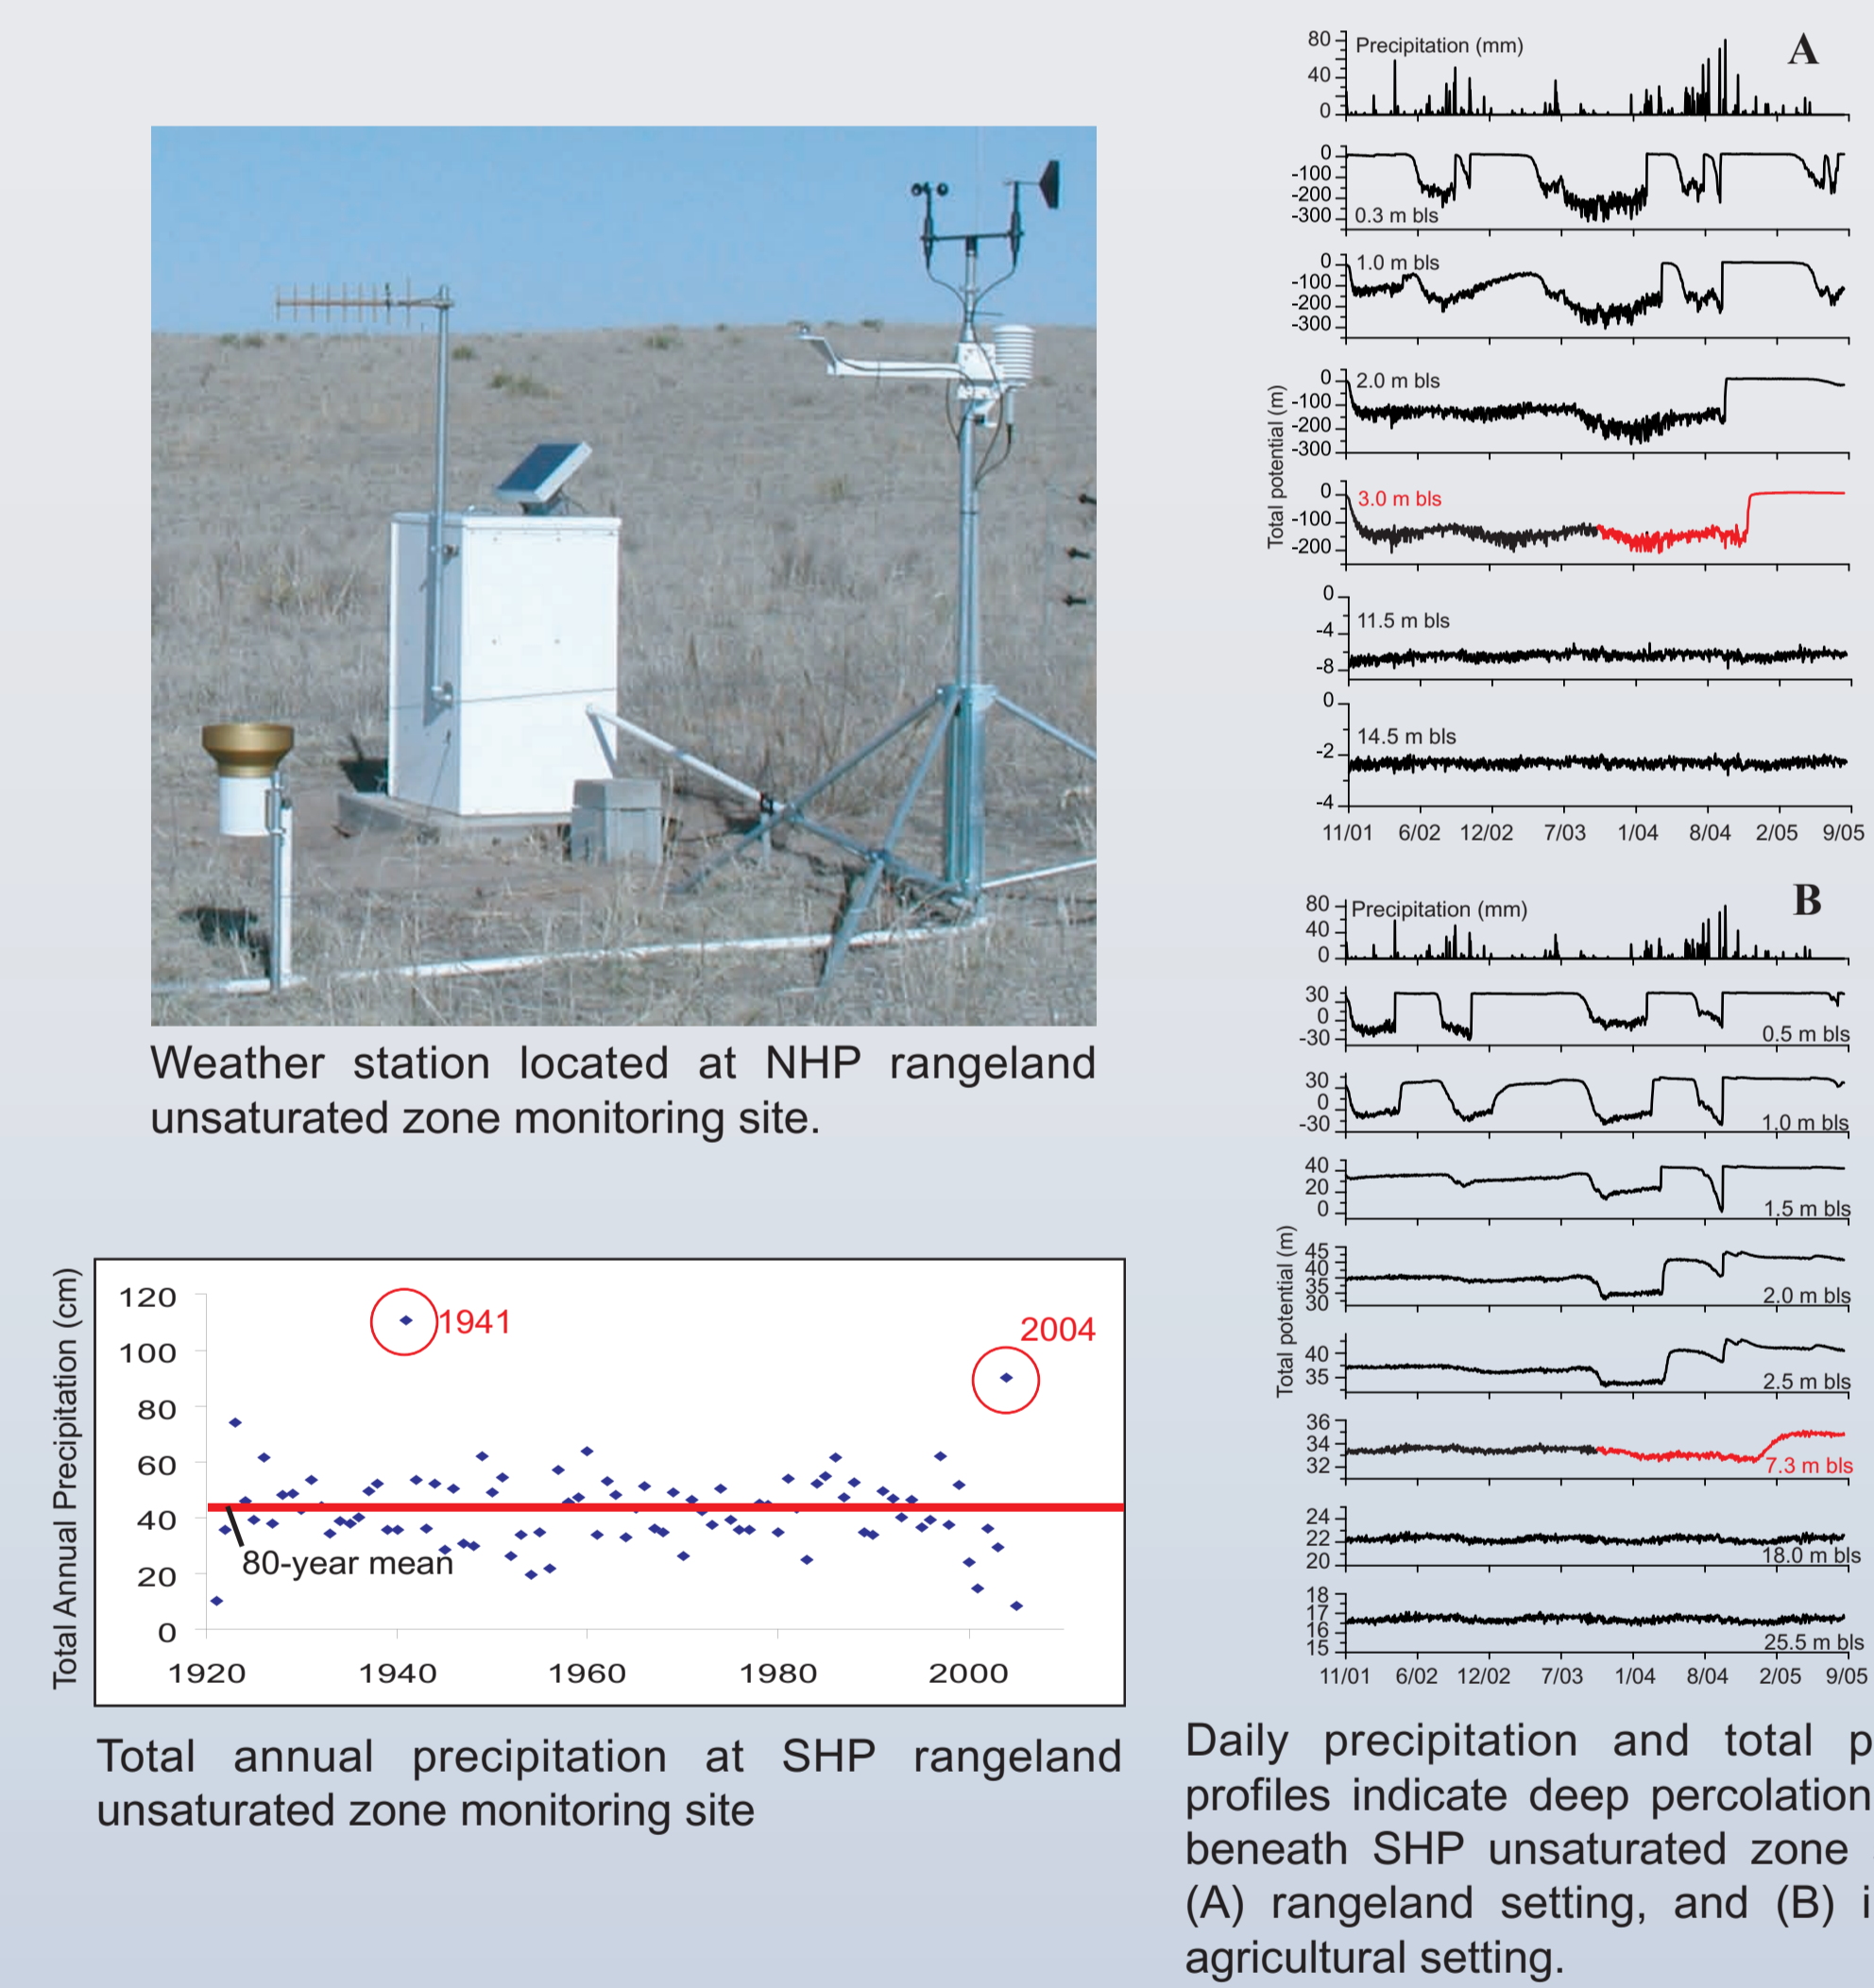 Weather station located at NHP rangeland
unsaturated zone monitoring site.
Total Annual Precipitation (cm)
120
100
80
60
40
20
0
1941
2004
80-year mean
1920 1940 1960 1980 2000
Total annual precipitation at SHP rangeland
unsaturated zone monitoring site
A
Precipitation (mm)
80
40
0
0
-100
-200
-300
0.3 m bls
0
-100
-200
-300
1.0 m bls
Total potential (m)
0
-100
-200
-300
2.0 m bls
0
-100
-200
3.0 m bls
0
-4
-8
11.5 m bls
0
-2
-4
14.5 m bls
11/01 6/02 12/02 7/03 1/04 8/04 2/05 9/05
B
Precipitation (mm)
80
40
0
30
0
-30
0.5 m bls
30
0
-30
1.0 m bls
40
20
0
1.5 m bls
Total potential (m)
45
40
35
30
2.0 m bls
40
35
2.5 m bls
36
34
32
7.3 m bls
24
22
20
18.0 m bls
18
17
16
15
25.5 m bls
11/01 6/02 12/02 7/03 1/04 8/04 2/05 9/05
Daily precipitation and total p
profiles indicate deep percolation
beneath SHP unsaturated zone
(A) rangeland setting, and (B) i
agricultural setting.